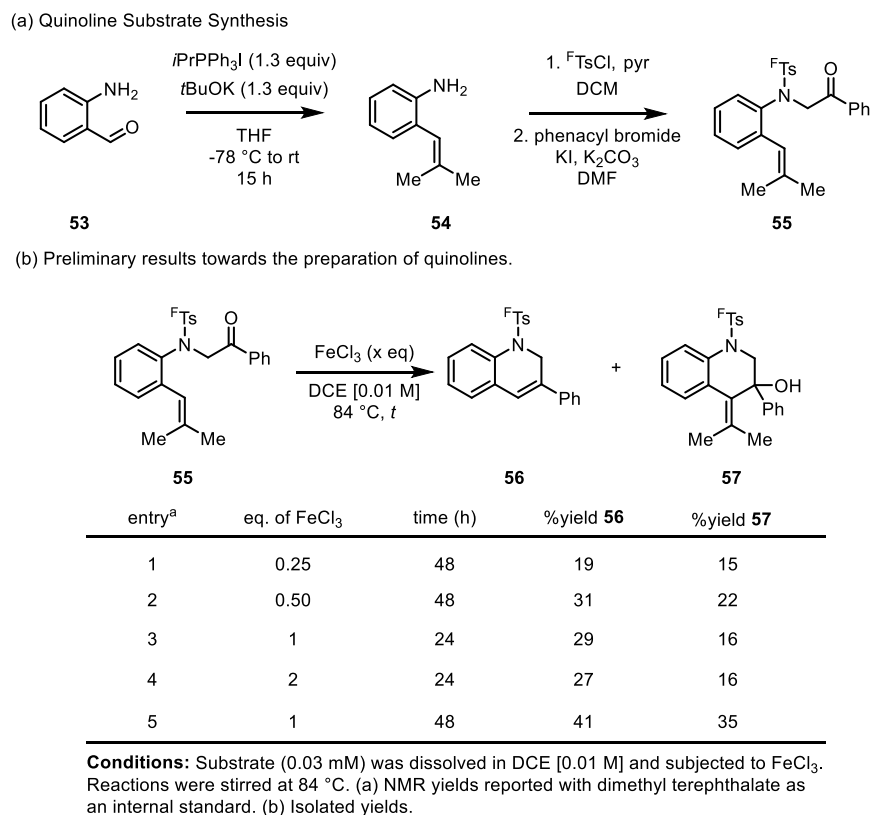 (a) Quinoline Substrate Synthesis
iPrPPh3I (1.3 equiv)
tBuOK (1.3 equiv)
THF
-78 °C to rt
15 h
NH2
O
53
NH2
Me Me
54
1. FTsCl, pyr
DCM
2. phenacyl bromide
KI, K2CO3
DMF
FTs
N
O
Ph
Me Me
55
(b) Preliminary results towards the preparation of quinolines.
FTs
N
O
Ph
Me Me
55
FeCl3 (x eq)
DCE [0.01 M]
84 °C, t
FTs
N
Ph
56
+
FTs
N
OH
Ph
Me Me
57
entrya eq. of FeCl3 time (h) %yield 56 %yield 57
1 0.25 48 19 15
2 0.50 48 31 22
3 1 24 29 16
4 2 24 27 16
5 1 48 41 35
Conditions: Substrate (0.03 mM) was dissolved in DCE [0.01 M] and subjected to FeCl3.
Reactions were stirred at 84 °C. (a) NMR yields reported with dimethyl terephthalate as
an internal standard. (b) Isolated yields.